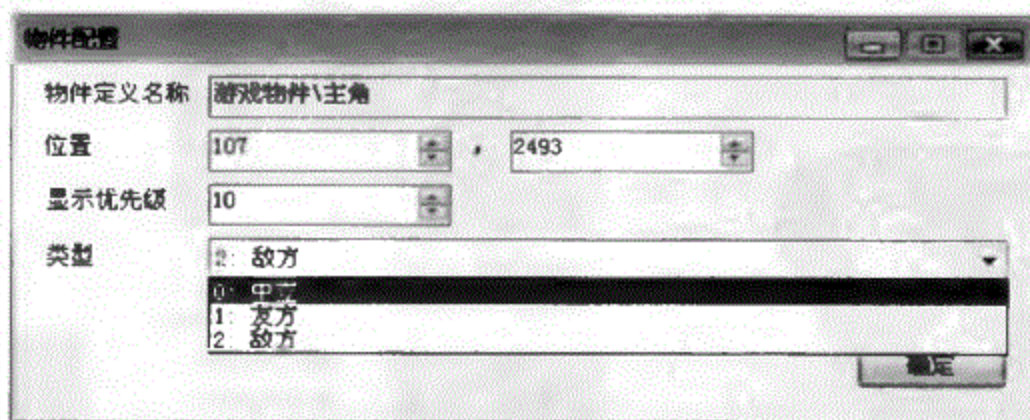 物件配置
物件定义名称 游戏物件\主角
位置 107 , 2493
显示优先级 10
类型 2: 敌方
0: 中立
1: 友方
2: 敌方
确定